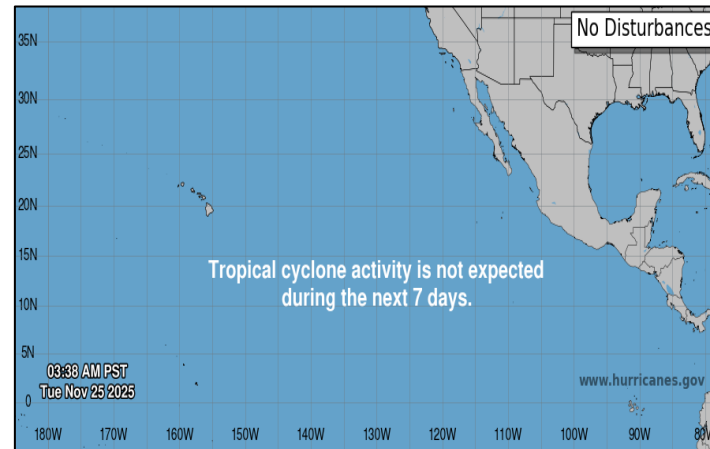 No Disturbances
35N
30N
25N
20N
15N
Tropical cyclone activity is not expected
during the next 7 days.
10N
5N
03:38 AM PST
Tue Nov 25 2025
www.hurricanes.gov
0
180W 170W 160W 150W 140W 130W 120W 110W 100W 90W 80W